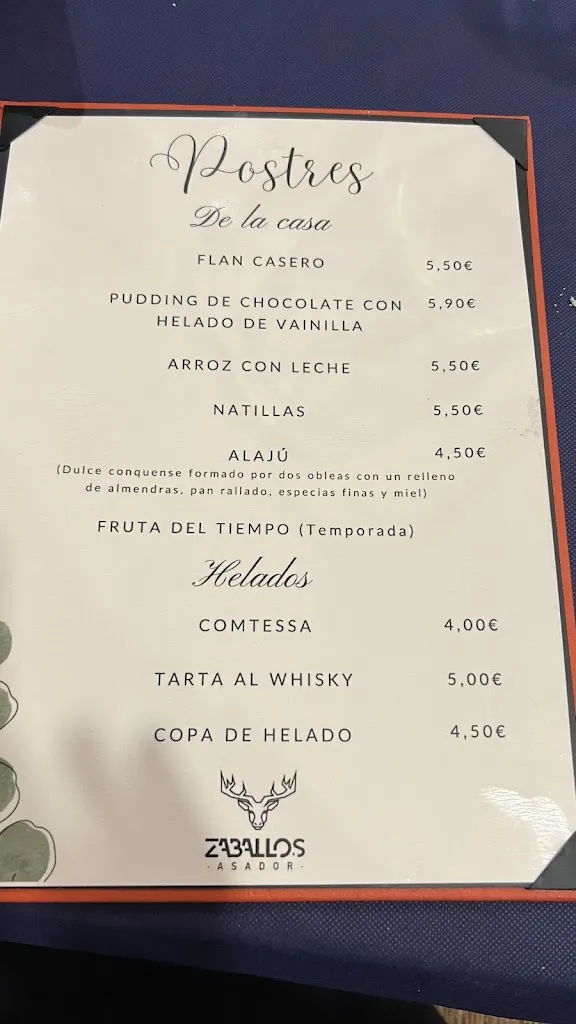 Postres
De la casa
FLAN CASERO 5,50€
PUDDING DE CHOCOLATE CON 5,90€
HELADO DE VAINILLA
ARROZ CON LECHE 5,50€
NATILLAS 5,50€
ALAJÚ 4,50€
(Dulce conquense formado por dos obleas con un relleno
de almendras, pan rallado, especias finas y miel)
FRUTA DEL TIEMPO (Temporada)
Helados
COMTESSA 4,00€
TARTA AL WHISKY 5,00€
COPA DE HELADO 4,50€
ZABALLOS
·ASADOR·